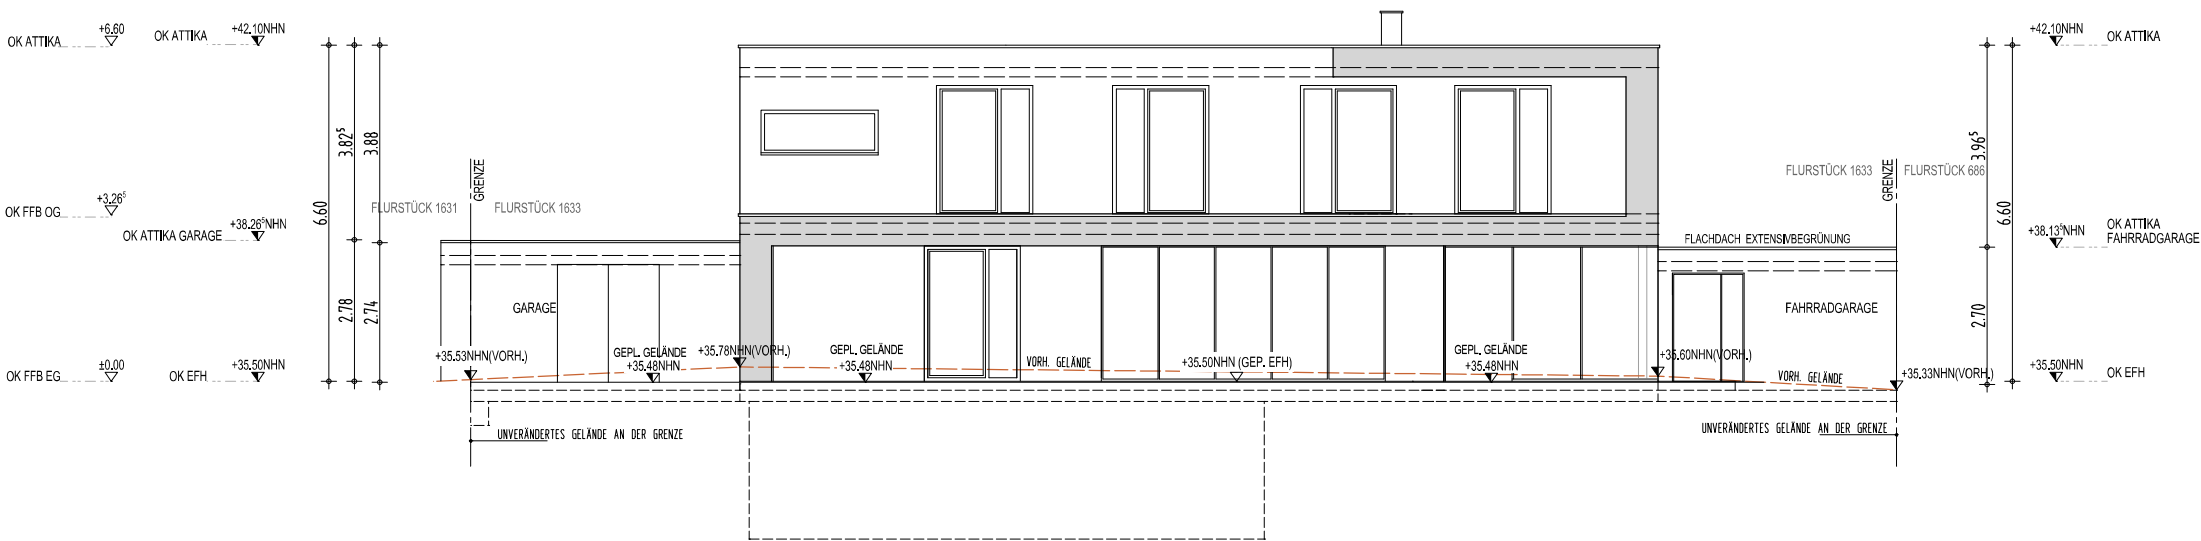 OK ATTIKA
+6.60
OK ATTIKA
+42.10NHN
+42.10NHN
OK ATTIKA
3.82⁵
3.88
6.60
GRENZE
FLURSTÜCK 1631
FLURSTÜCK 1633
3.96⁵
6.60
FLURSTÜCK 1633
GRENZE
FLURSTÜCK 686
OK FFB OG
+3.26⁵
OK ATTIKA GARAGE
+38.26⁵NHN
+38.13⁵NHN
OK ATTIKA
FAHRRADGARAGE
FLACHDACH EXTENSIVBEGRÜNUNG
2.78
2.74
GARAGE
FAHRRADGARAGE
2.70
+35.53NHN(VORH.)
GEPL. GELÄNDE
+35.48NHN
+35.78NHN(VORH.)
GEPL. GELÄNDE
+35.48NHN
VORH. GELÄNDE
+35.50NHN (GEP. EFH)
GEPL. GELÄNDE
+35.48NHN
+35.60NHN(VORH.)
VORH. GELÄNDE
+35.33NHN(VORH.)
OK FFB EG
±0.00
OK EFH
+35.50NHN
+35.50NHN
OK EFH
UNVERÄNDERTES GELÄNDE AN DER GRENZE
UNVERÄNDERTES GELÄNDE AN DER GRENZE